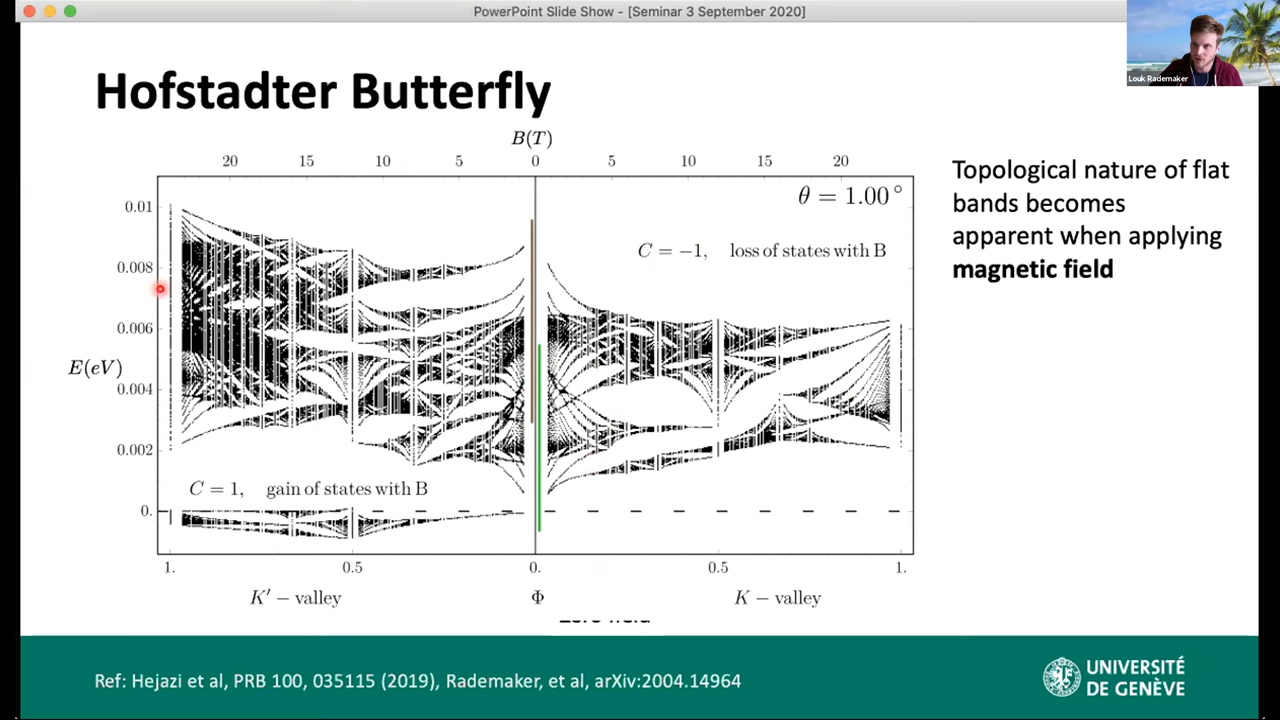 PowerPoint Slide Show - [Seminar 3 September 2020]
Louk Rademaker
Hofstadter Butterfly
B(T)
20 15 10 5 0 5 10 15 20
θ = 1.00°
0.01
C = −1, loss of states with B
0.008
0.006
E(eV)
0.004
0.002
C = 1, gain of states with B
0.
1. 0.5 0. 0.5 1.
K′ − valley Φ K − valley
Topological nature of flat
bands becomes
apparent when applying
magnetic field
Ref: Hejazi et al, PRB 100, 035115 (2019), Rademaker, et al, arXiv:2004.14964
UNIVERSITÉ
DE GENÈVE